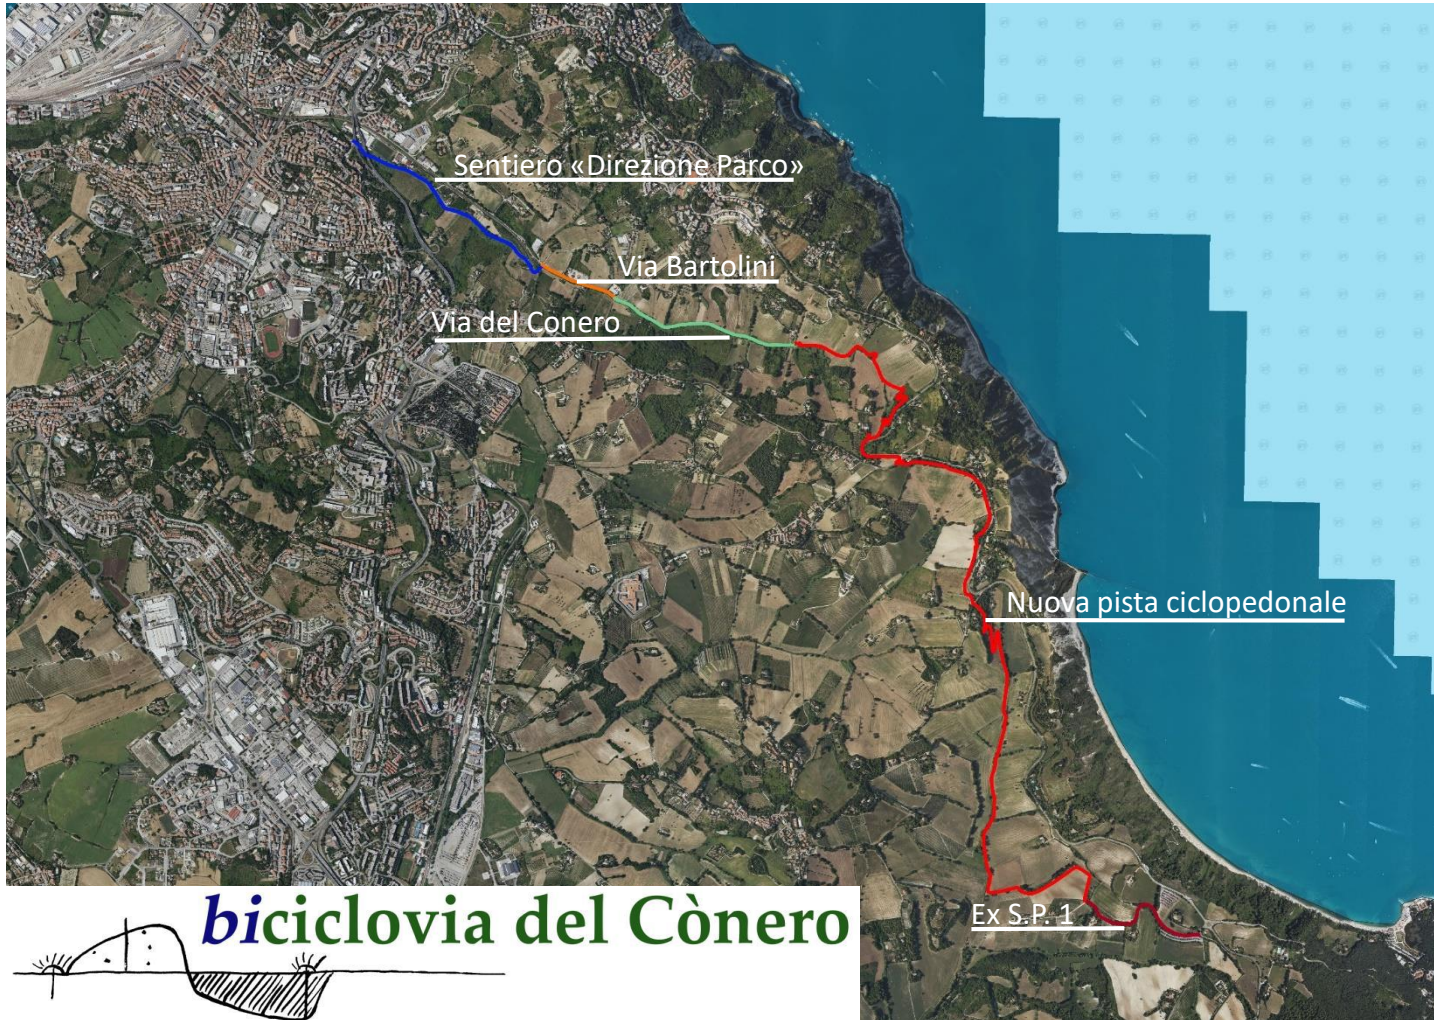 Sentiero «Direzione Parco»
Via Bartolini
Via del Conero
Nuova pista ciclopedonale
Ex S.P. 1
biciclovia del Cònero